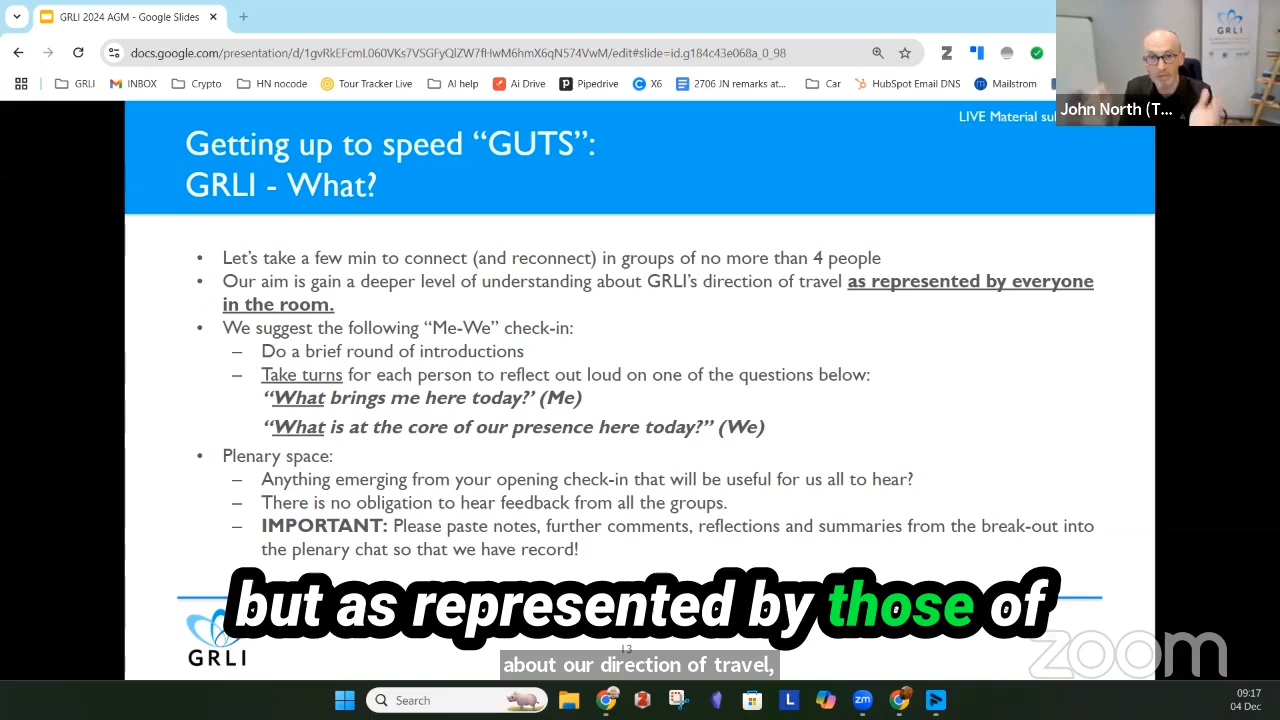 GRLI 2024 AGM - Google Slides
docs.google.com/presentation/d/1gvRkEFcmL060VKs7VSGFyQlZW7fHwMfhX6qN574VwM/edit#slide=id.g184c43e068a_0_98
GRLI
INBOX
Crypto
HN nocode
Tour Tracker Live
AI help
Ai Drive
Pipedrive
X6
2706 JN remarks at...
Car
HubSpot Email DNS
Mailstrom
GRLI
John North (T...
LIVE Material su
Getting up to speed “GUTS”:
GRLI - What?
• Let’s take a few min to connect (and reconnect) in groups of no more than 4 people
• Our aim is gain a deeper level of understanding about GRLI’s direction of travel as represented by everyone
in the room.
• We suggest the following “Me-We” check-in:
– Do a brief round of introductions
– Take turns for each person to reflect out loud on one of the questions below:
“What brings me here today?” (Me)
“What is at the core of our presence here today?” (We)
• Plenary space:
– Anything emerging from your opening check-in that will be useful for us all to hear?
– There is no obligation to hear feedback from all the groups.
– IMPORTANT: Please paste notes, further comments, reflections and summaries from the break-out into
the plenary chat so that we have record!
but as represented by those of
GRLI
13
about our direction of travel,
zoom
Search
09:17
04 Dec